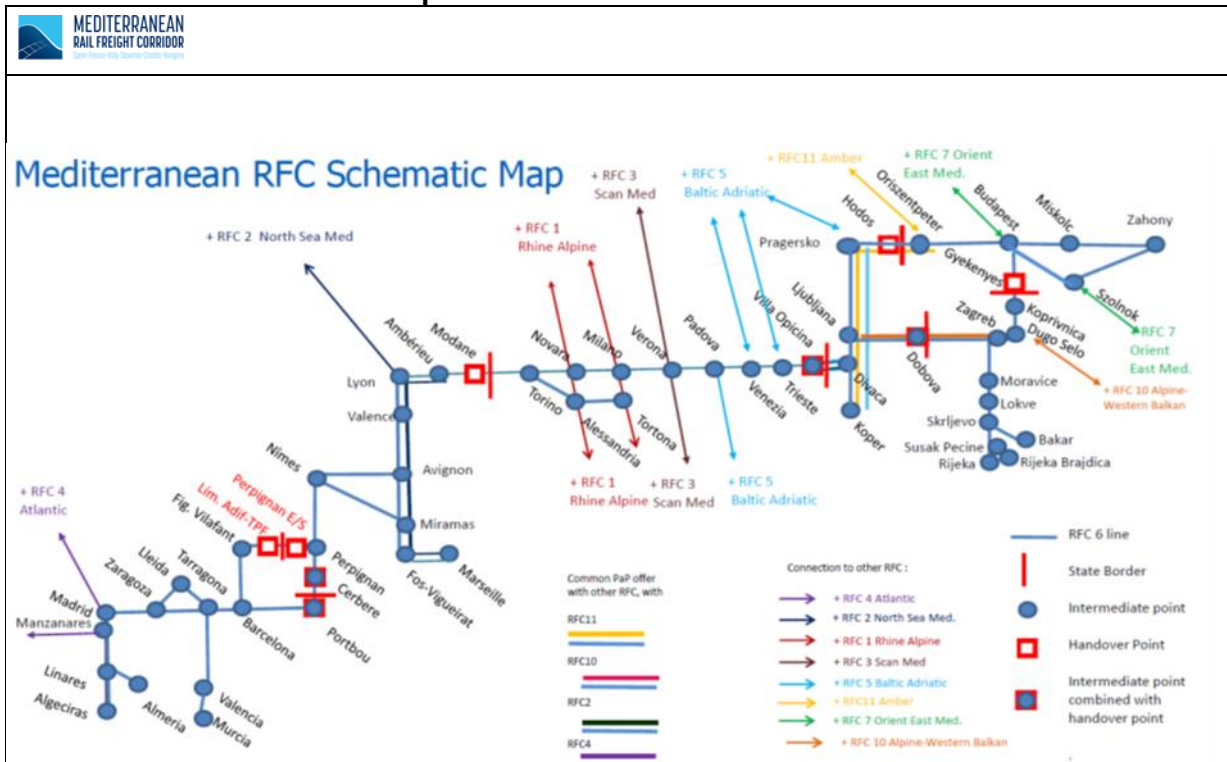 MEDITERRANEAN
RAIL FREIGHT CORRIDOR
Mediterranean RFC Schematic Map
+ RFC 2 North Sea Med
+ RFC 1
Rhine Alpine
+ RFC 3
Scan Med
+ RFC 5
Baltic Adriatic
+ RFC11 Amber
+ RFC 7 Orient
East Med.
Hodos
Oriszentpeter
Budapest
Miskolc
Zahony
Pragersko
Gyekenyes
Szolnok
Ljubljana
Villa Opicina
Zagreb
Koprivnica
Dugo Selo
+ RFC 7
Orient
East Med.
Ambérieu
Modane
Novara
Milano
Verona
Padova
Dobova
Divaca
Lyon
Torino
Alessandria
Tortona
Venezia
Trieste
Koper
Moravice
Lokve
+ RFC 10 Alpine-
Western Balkan
Valence
Skrljevo
Bakar
Susak Pecine
Rijeka
Rijeka Brajdica
Nimes
Avignon
+ RFC 1
Rhine Alpine
+ RFC 3
Scan Med
+ RFC 5
Baltic Adriatic
+ RFC 4
Atlantic
Perpignan E/S
Lim. Adif-TPF
Fig. Vilafant
Miramas
Perpignan
Cerbere
Fos-Vigueirat
Marseille
Lleida
Tarragona
Zaragoza
Madrid
Manzanares
Barcelona
Portbou
Linares
Algeciras
Almeria
Valencia
Murcia
Common PaP offer
with other RFC, with
RFC11
RFC10
RFC2
RFC4
Connection to other RFC :
+ RFC 4 Atlantic
+ RFC 2 North Sea Med.
+ RFC 1 Rhine Alpine
+ RFC 3 Scan Med
+ RFC 5 Baltic Adriatic
+ RFC11 Amber
+ RFC 7 Orient East Med.
+ RFC 10 Alpine-Western Balkan
RFC 6 line
State Border
Intermediate point
Handover Point
Intermediate point
combined with
handover point